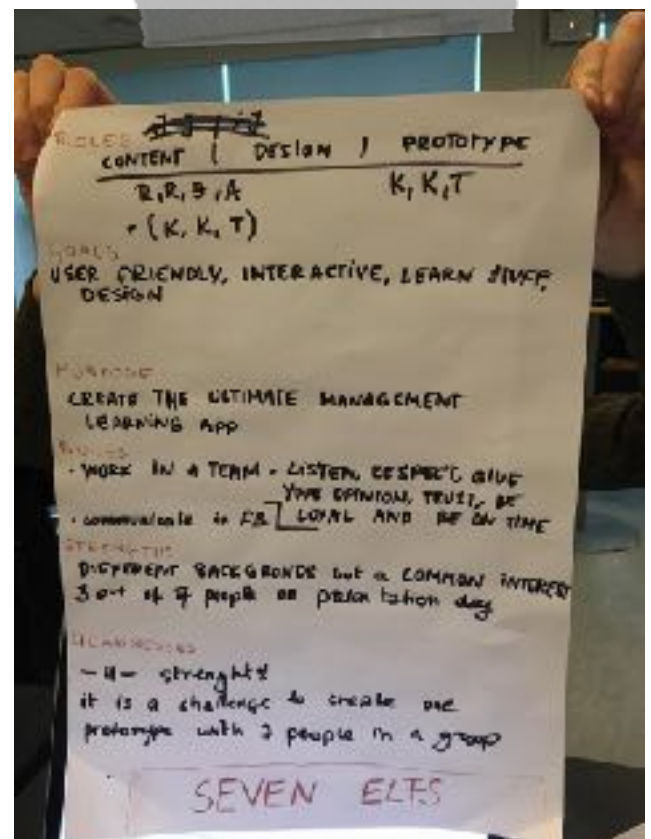 ROLES
CONTENT | DESIGN | PROTOTYPE
R, R, S, A K, K, T
+ (K, K, T)
GOALS
USER FRIENDLY, INTERACTIVE, LEARN STUFF,
DESIGN
PURPOSE
CREATE THE ULTIMATE MANAGEMENT
LEARNING APP
RULES
· WORK IN A TEAM - LISTEN, RESPECT, GIVE
OPINION, TRUST, BE
· communicate in FB LOYAL AND BE ON TIME
STRENGTHS
DIFFERENT BACKGRONDS but a COMMON INTEREST
3 out of 7 people on presentation day
WEAKNESSES
-11- strenghts
it is a challenge to create one
prototype with 7 people in a group
SEVEN ELFS